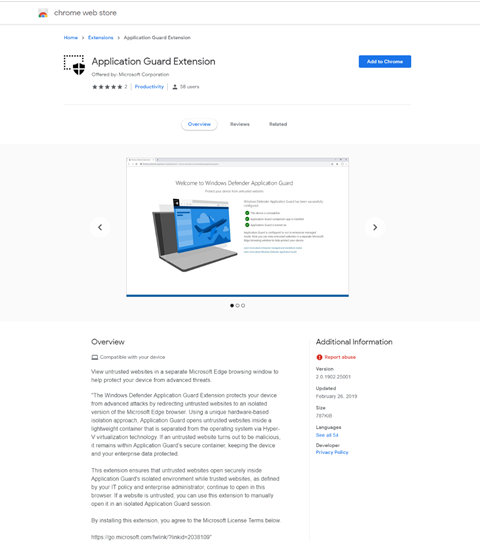 chrome web store
Home > Extensions > Application Guard Extension
Application Guard Extension
Offered by: Microsoft Corporation
2 | Productivity | 38 users
Add to Chrome
Overview Reviews Related
Welcome to Windows Defender Application Guard
Overview
Compatible with your device
View untrusted websites in a separate Microsoft Edge browsing window to
help protect your device from advanced threats.
"The Windows Defender Application Guard Extension protects your device
from advanced attacks by redirecting untrusted websites to an isolated
version of the Microsoft Edge browser. Using a unique hardware-based
isolation approach, Application Guard opens untrusted websites inside a
lightweight container that is separated from the operating system via Hyper-
V virtualization technology. If an untrusted website turns out to be malicious,
it remains within Application Guard's secure container, keeping the device
and your enterprise data protected.
This extension ensures that untrusted websites open securely inside
Application Guard's isolated environment while trusted websites, as defined
by your IT policy and enterprise administrator, continue to open in this
browser. If a website is untrusted, you can use this extension to manually
open it in an isolated Application Guard session.
By installing this extension, you agree to the Microsoft License Terms below.
https://go.microsoft.com/fwlink/?linkid=2038109"
Additional Information
Report abuse
Version
2.0.1902.25001
Updated
February 26, 2019
Size
Languages
See all 54
Developer
Privacy Policy